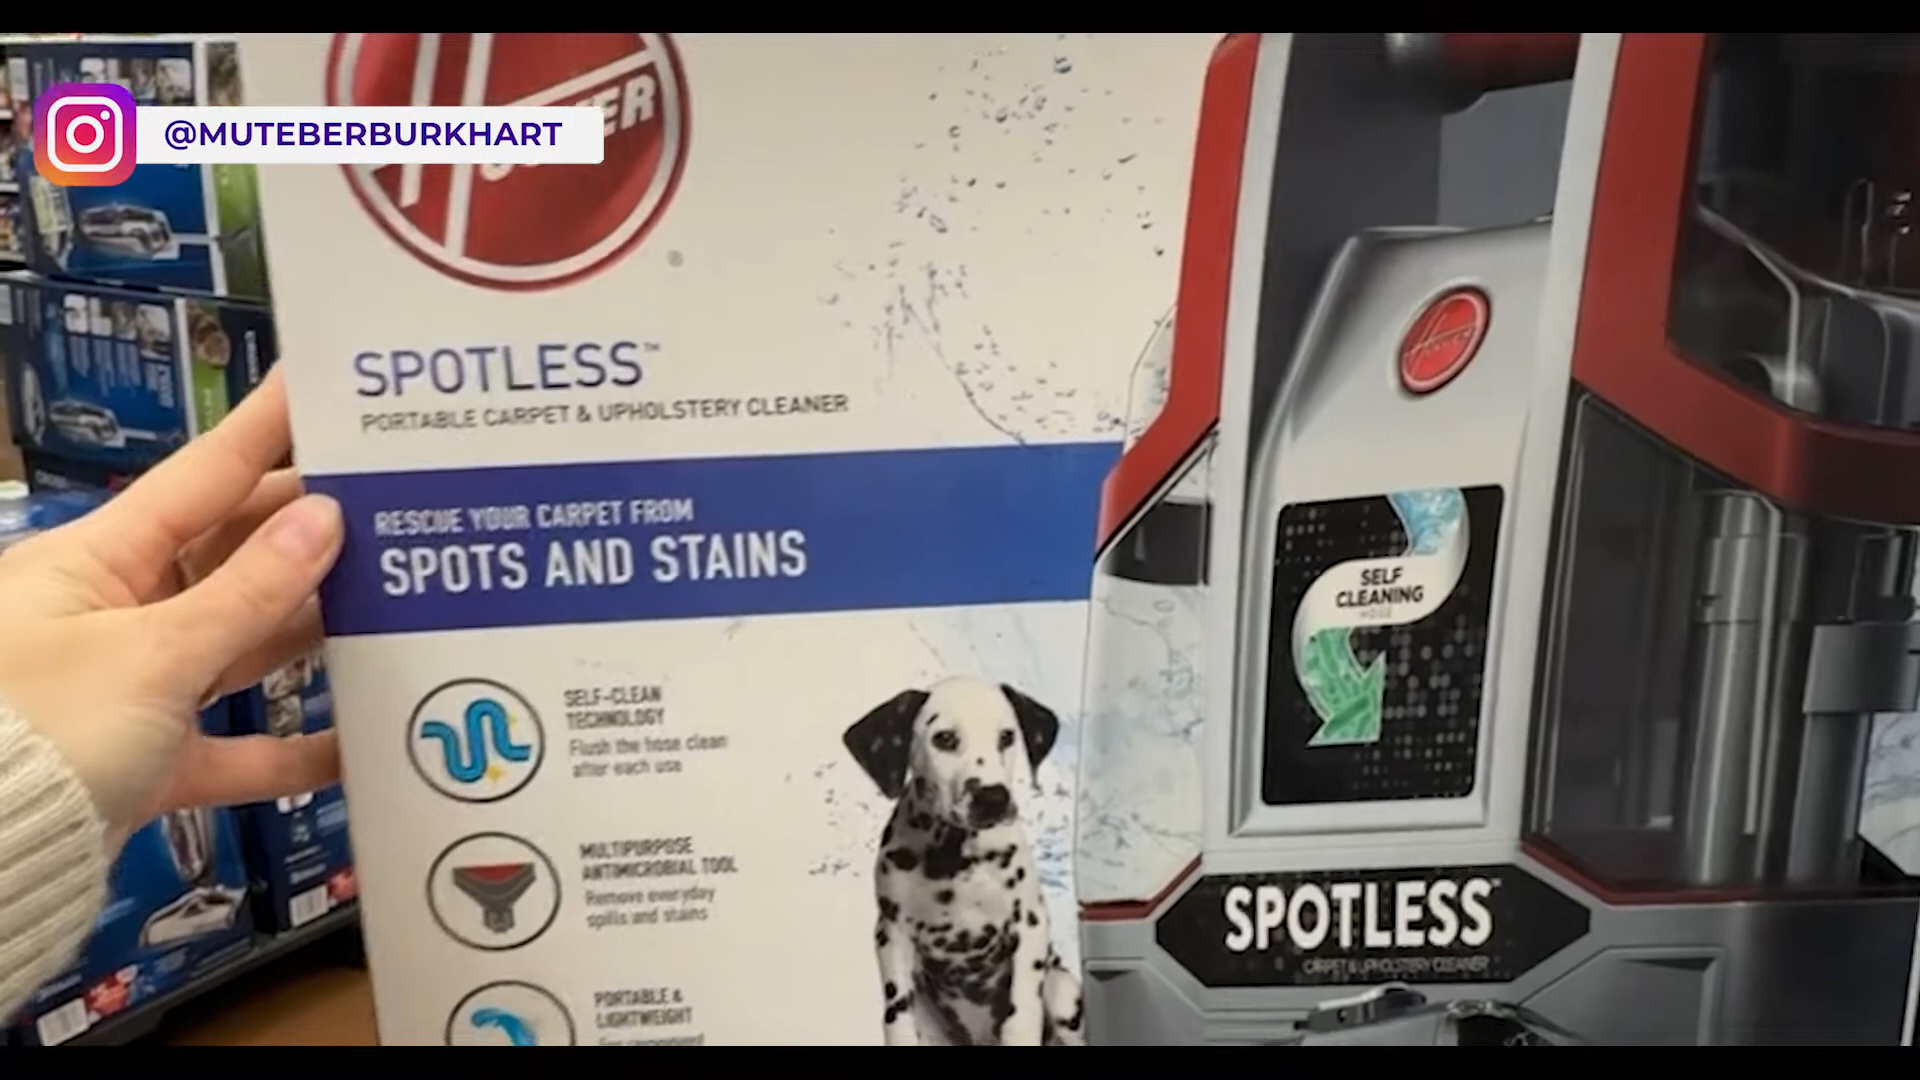 @MUTEBERBURKHART
HOOVER
®
SPOTLESS™
PORTABLE CARPET & UPHOLSTERY CLEANER
RESCUE YOUR CARPET FROM
SPOTS AND STAINS
SELF-CLEAN
TECHNOLOGY
Flush the hose clean
after each use
MULTIPURPOSE
ANTIMICROBIAL TOOL
Remove everyday
spills and stains
PORTABLE &
LIGHTWEIGHT
HOOVER
SELF
CLEANING
HOSE
SPOTLESS™
CARPET & UPHOLSTERY CLEANER